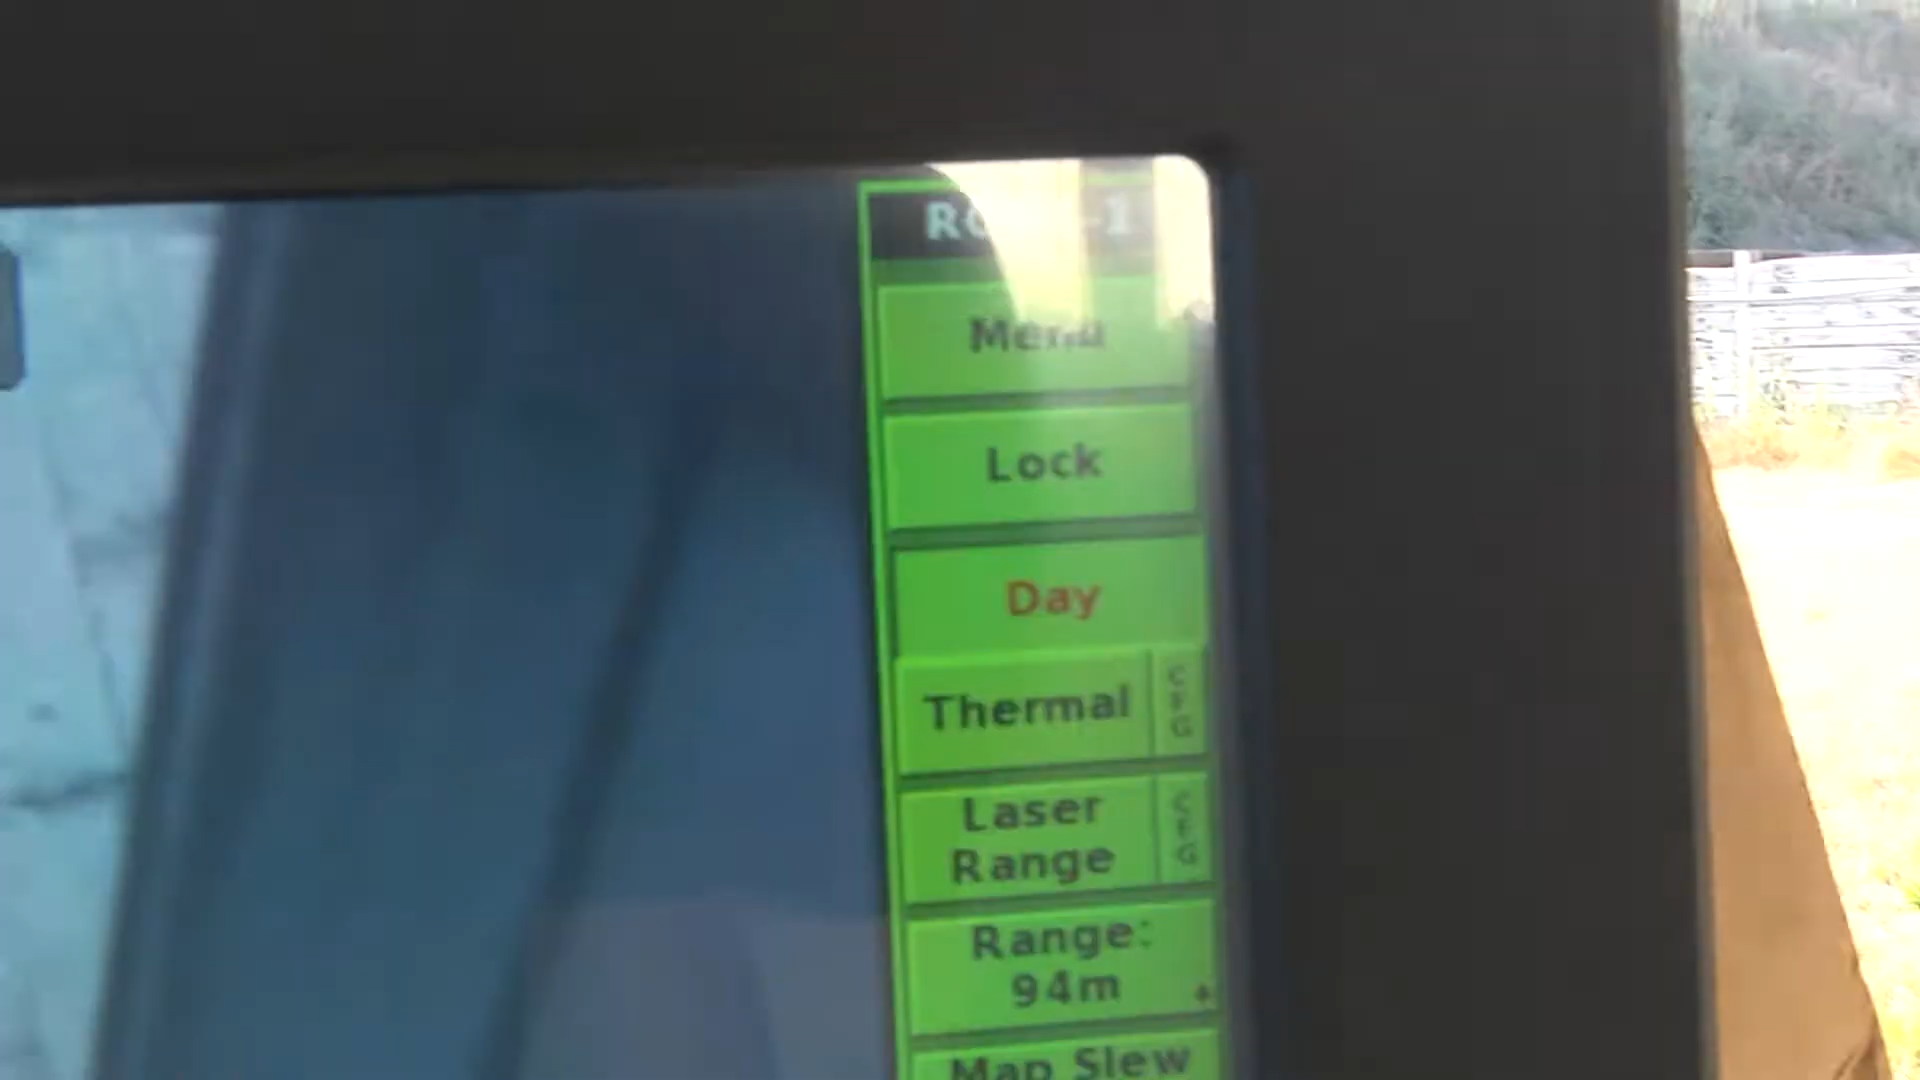 Menu
Lock
Day
Thermal
CFG
Laser
Range
CFG
Range:
94m
Map Slew